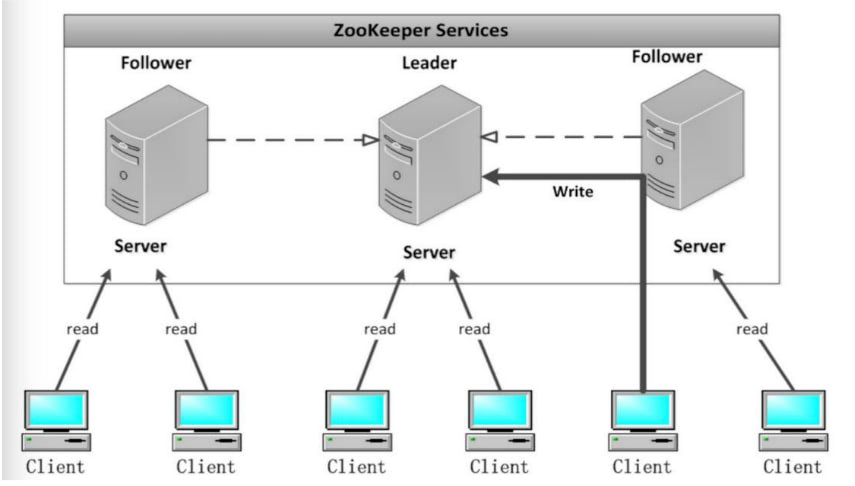 ZooKeeper Services
Follower
Leader
Follower
Write
Server
Server
Server
read
read
read
read
read
Client
Client
Client
Client
Client
Client